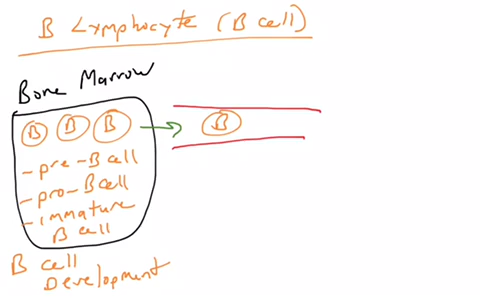 B Lymphocyte (B cell)
Bone Marrow
B B B B
- pre-B cell
- pro-B cell
- immature
B cell
B cell
Development